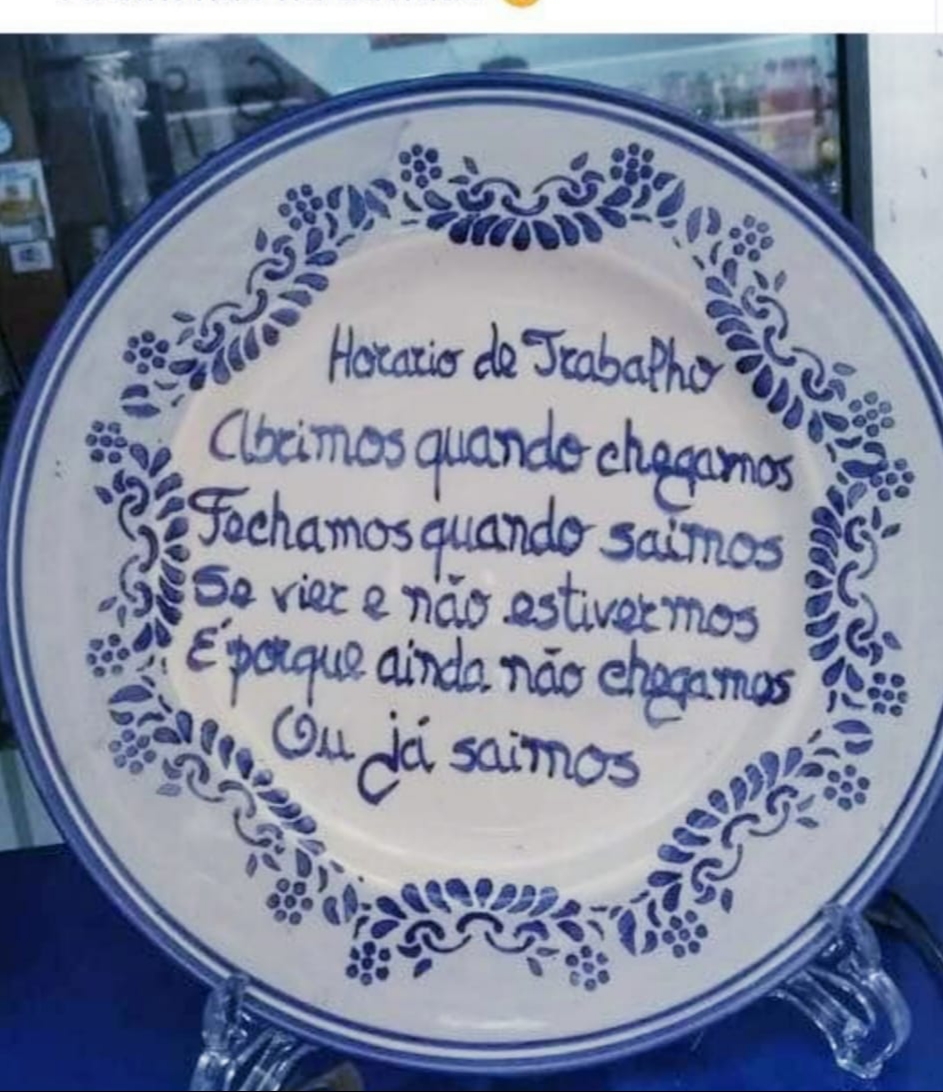 Horario de Trabalho
Abrimos quando chegamos
Fechamos quando saimos
Se vier e não estivermos
É porque ainda não chegamos
Ou já saimos